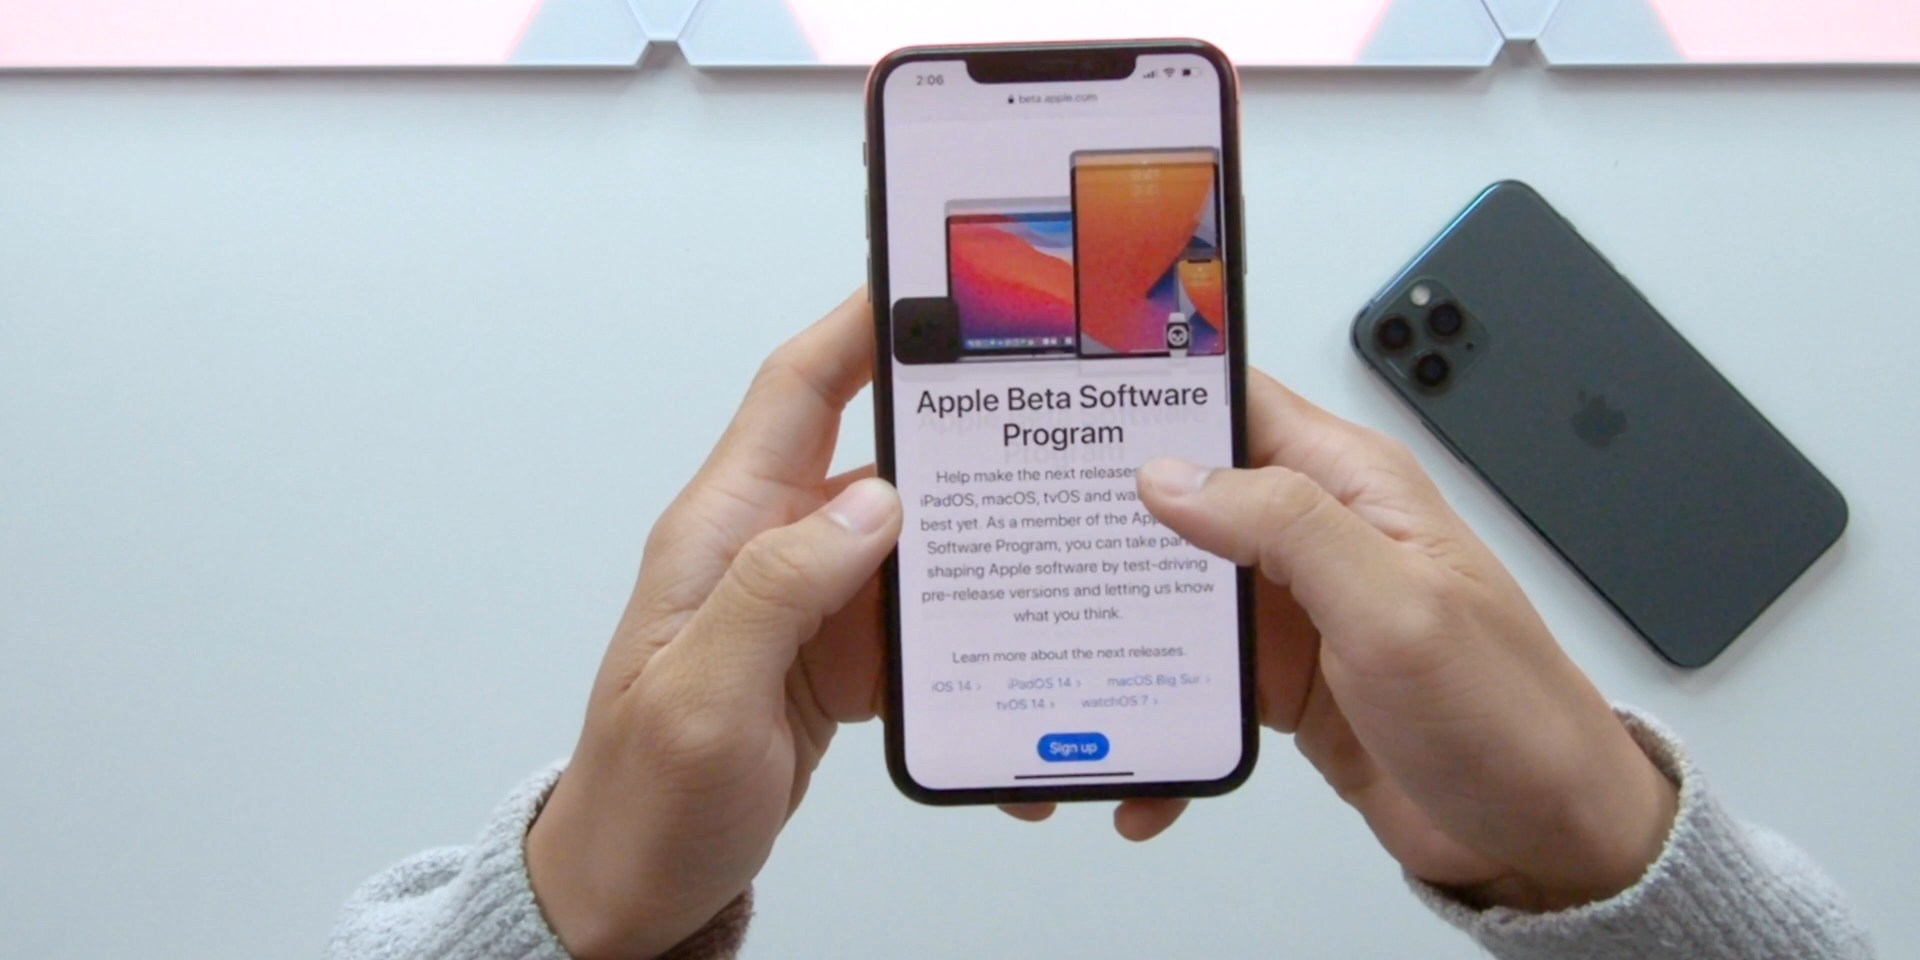 2:06
beta.apple.com
Apple Beta Software
Program
Help make the next releases
iPadOS, macOS, tvOS and
best yet. As a member of the
Software Program, you can take
shaping Apple software by test-driving
pre-release versions and letting us know
what you think.
Learn more about the next releases.
iOS 14 › iPadOS 14 › macOS Big Sur ›
tvOS 14 › watchOS 7 ›
Sign up